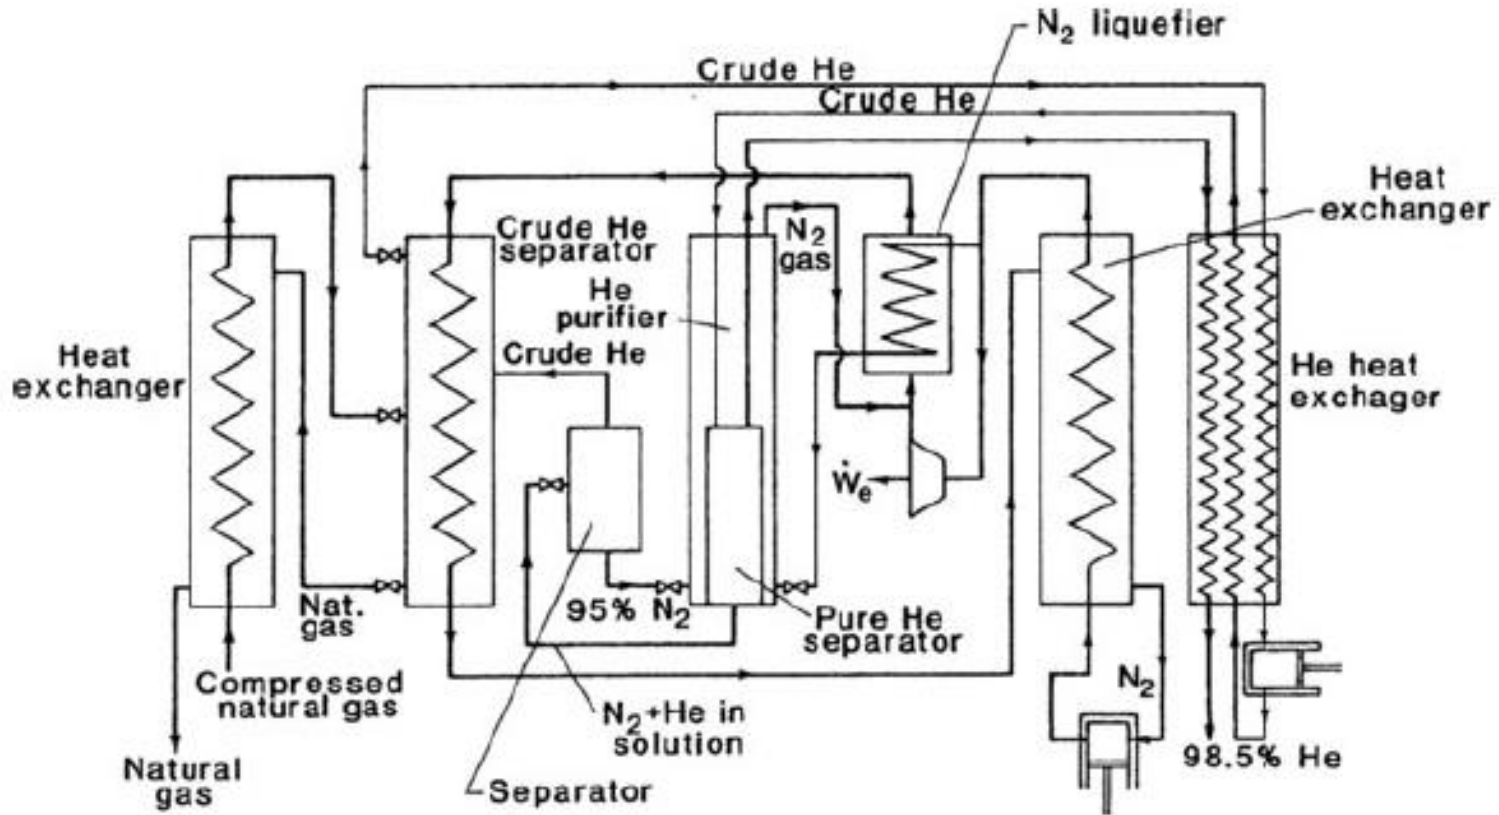 N2 liquefier
Crude He
Crude He
Heat
exchanger
Crude He
separator
N2
gas
He
purifier
Crude He
Heat
exchanger
He heat
exchager
Ẇe
95% N2
Nat.
gas
Pure He
separator
Compressed
natural gas
N2
N2+He in
solution
98.5% He
Natural
gas
Separator